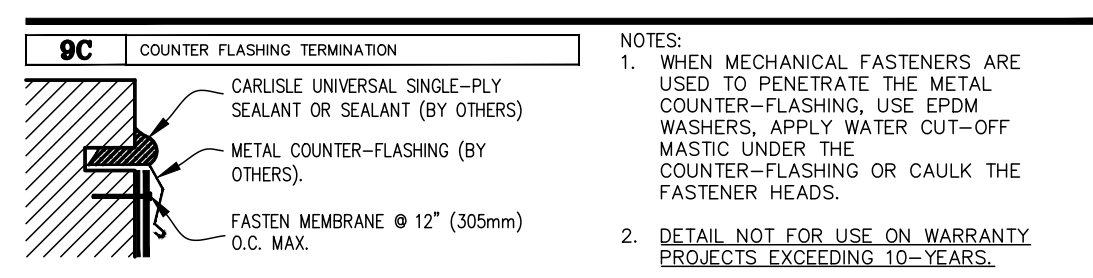 9C COUNTER FLASHING TERMINATION
CARLISLE UNIVERSAL SINGLE-PLY
SEALANT OR SEALANT (BY OTHERS)
METAL COUNTER-FLASHING (BY
OTHERS).
FASTEN MEMBRANE @ 12" (305mm)
O.C. MAX.
NOTES:
1. WHEN MECHANICAL FASTENERS ARE
USED TO PENETRATE THE METAL
COUNTER-FLASHING, USE EPDM
WASHERS, APPLY WATER CUT-OFF
MASTIC UNDER THE
COUNTER-FLASHING OR CAULK THE
FASTENER HEADS.
2. DETAIL NOT FOR USE ON WARRANTY
PROJECTS EXCEEDING 10-YEARS.